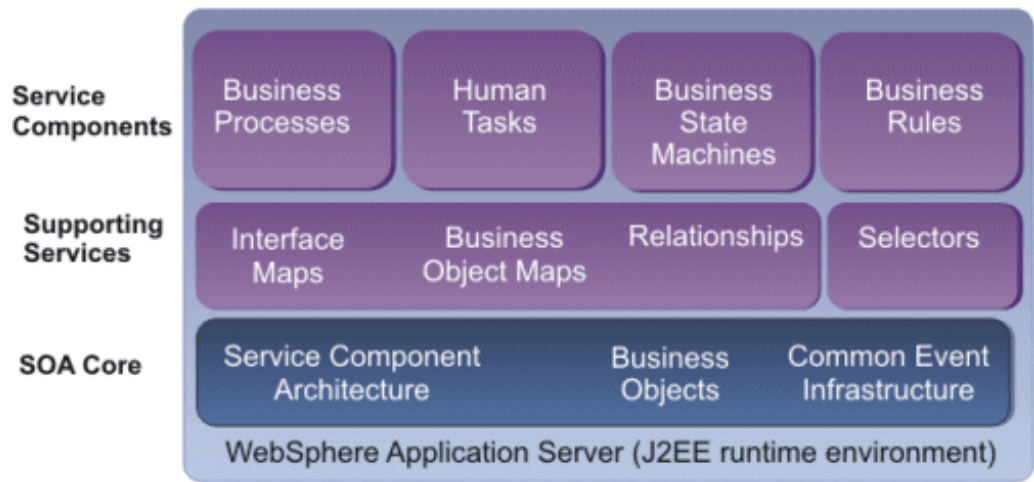 Service
Components
Business
Processes
Human
Tasks
Business
State
Machines
Business
Rules
Supporting
Services
Interface
Maps
Business
Object Maps
Relationships
Selectors
SOA Core
Service Component
Architecture
Business
Objects
Common Event
Infrastructure
WebSphere Application Server (J2EE runtime environment)